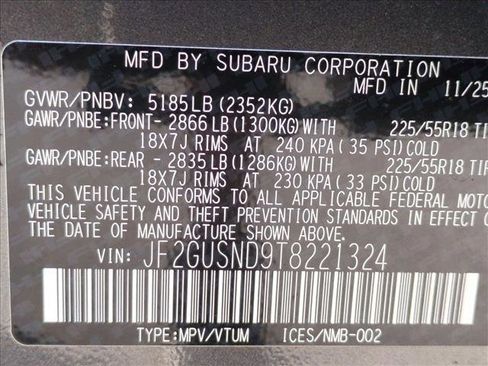 MFD BY SUBARU CORPORATION
MFD IN 11/25
GVWR/PNBV: 5185LB (2352KG)
GAWR/PNBE:FRONT- 2866LB(1300KG)WITH 225/55R18 TIR
18X7J RIMS AT 240 KPA ( 35 PSI)COLD
GAWR/PNBE:REAR - 2835LB(1286KG)WITH 225/55R18 TIR
18X7J RIMS AT 230 KPA ( 33 PSI)COLD
THIS VEHICLE CONFORMS TO ALL APPLICABLE FEDERAL MOTOR
VEHICLE SAFETY AND THEFT PREVENTION STANDARDS IN EFFECT
OF MANUFACTURE SHOWN ABOVE.
VIN: JF2GUSND9T8221324
TYPE:MPV/VTUM ICES/NMB-002